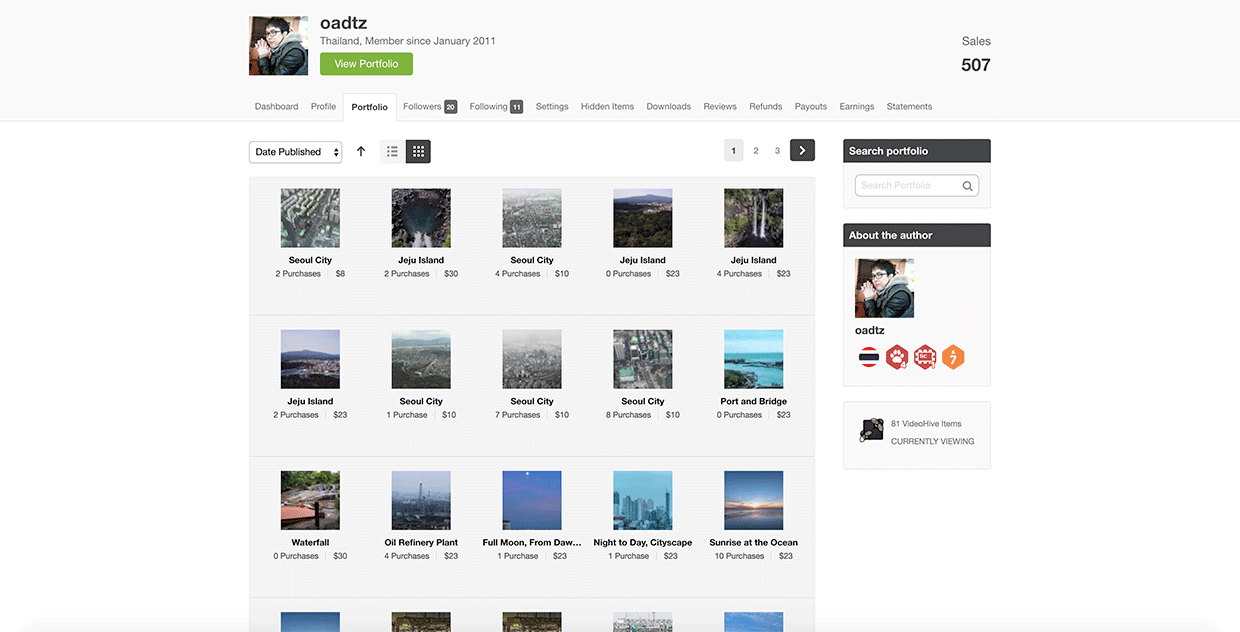 oadtz
Thailand, Member since January 2011
View Portfolio
Sales
507
Dashboard Profile Portfolio Followers 20 Following 11 Settings Hidden Items Downloads Reviews Refunds Payouts Earnings Statements
Date Published
1 2 3
Search portfolio
Search Portfolio
Seoul City Jeju Island Seoul City Jeju Island Jeju Island
2 Purchases $8 2 Purchases $30 4 Purchases $10 0 Purchases $23 4 Purchases $23
About the author
oadtz
4 7
Jeju Island Seoul City Seoul City Seoul City Port and Bridge
2 Purchases $23 1 Purchase $10 7 Purchases $10 8 Purchases $10 0 Purchases $23
81 VideoHive Items
CURRENTLY VIEWING
Waterfall Oil Refinery Plant Full Moon, From Daw... Night to Day, Cityscape Sunrise at the Ocean
0 Purchases $30 4 Purchases $23 1 Purchase $23 1 Purchase $23 10 Purchases $23